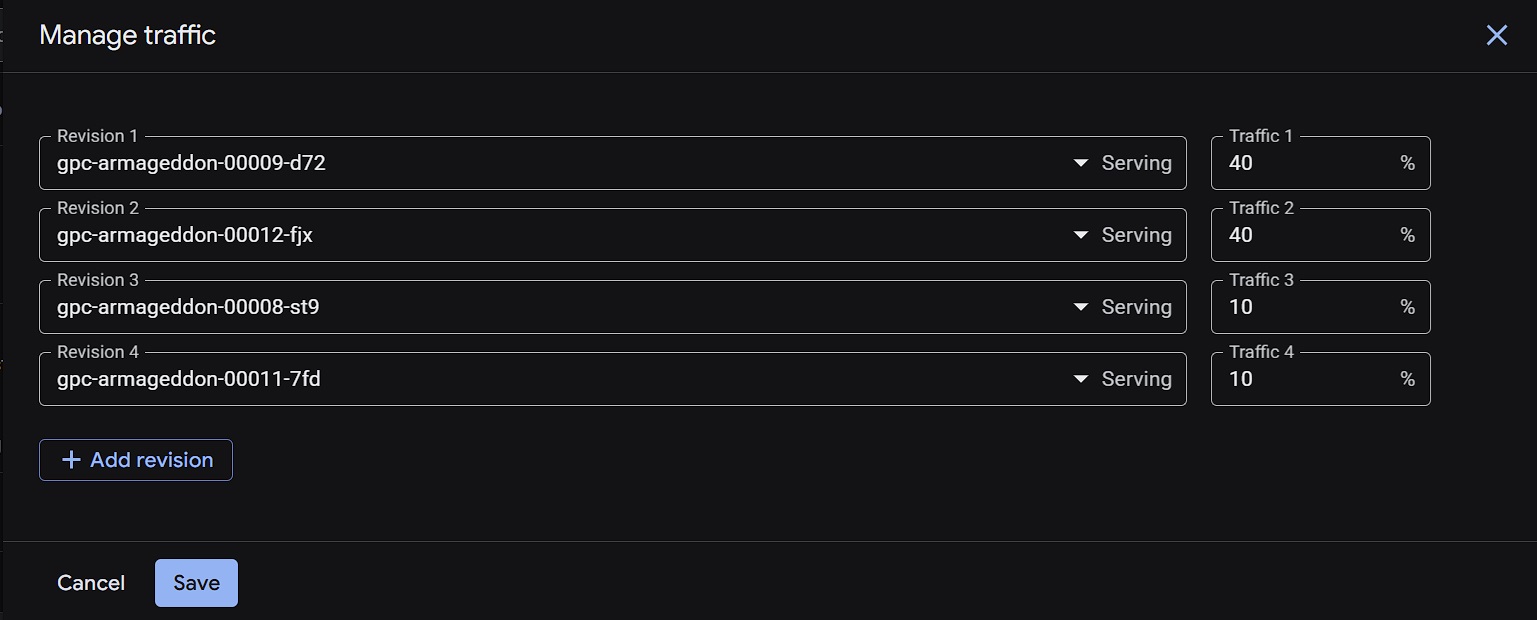 Manage traffic
Revision 1
Traffic 1
gpc-armageddon-00009-d72 Serving 40 %
Revision 2
Traffic 2
gpc-armageddon-00012-fjx Serving 40 %
Revision 3
Traffic 3
gpc-armageddon-00008-st9 Serving 10 %
Revision 4
Traffic 4
gpc-armageddon-00011-7fd Serving 10 %
Add revision
Cancel Save